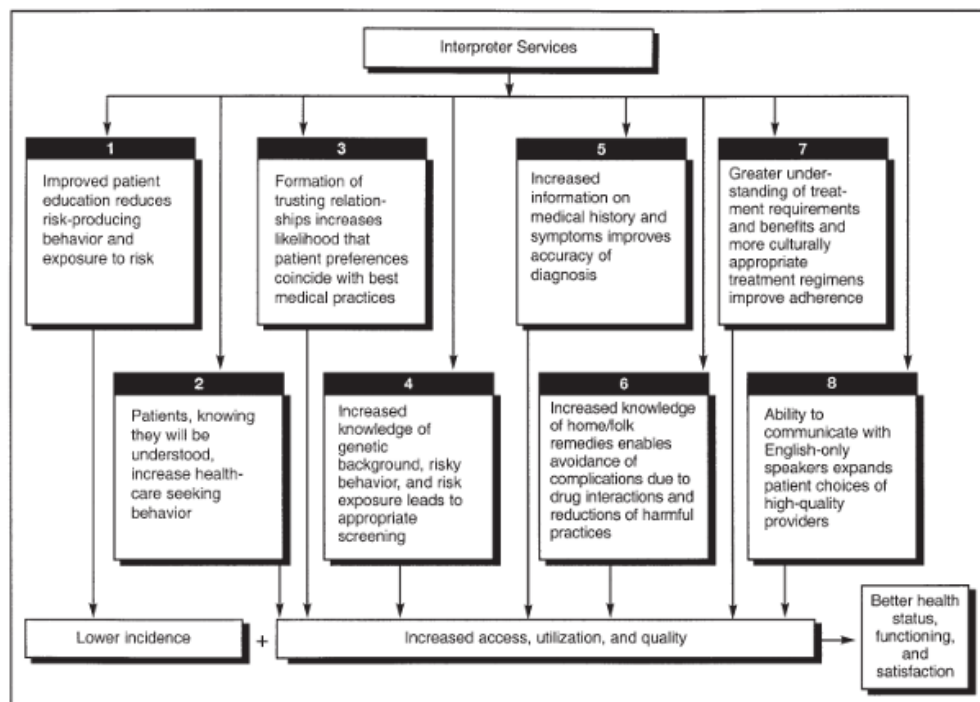 Interpreter Services
1
Improved patient
education reduces
risk-producing
behavior and
exposure to risk
3
Formation of
trusting relation-
ships increases
likelihood that
patient preferences
coincide with best
medical practices
5
Increased
information on
medical history and
symptoms improves
accuracy of
diagnosis
7
Greater under-
standing of treat-
ment requirements
and benefits and
more culturally
appropriate
treatment regimens
improve adherence
2
Patients, knowing
they will be
understood,
increase health-
care seeking
behavior
4
Increased
knowledge of
genetic
background, risky
behavior, and risk
exposure leads to
appropriate
screening
6
Increased knowledge
of home/folk
remedies enables
avoidance of
complications due to
drug interactions and
reductions of harmful
practices
8
Ability to
communicate with
English-only
speakers expands
patient choices of
high-quality
providers
Lower incidence
+
Increased access, utilization, and quality
Better health
status,
functioning,
and
satisfaction